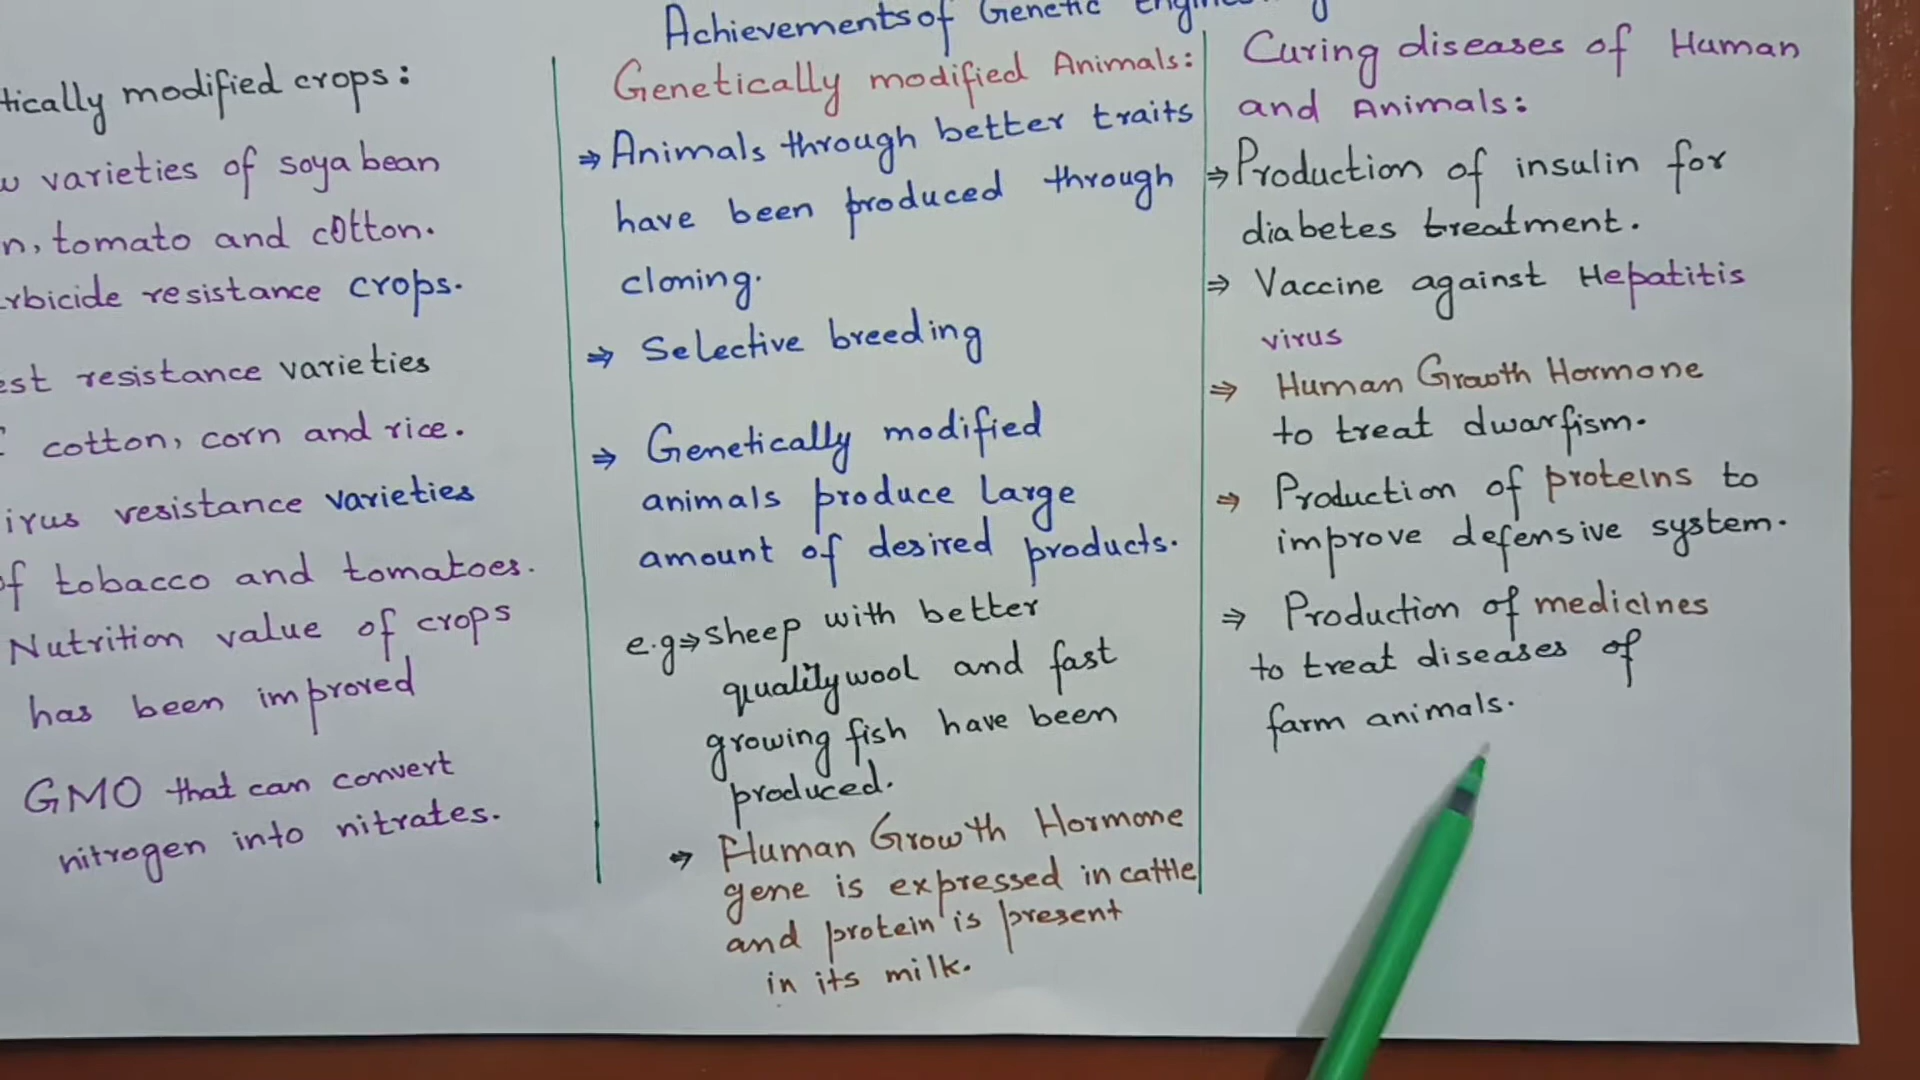 Achievements of Genetic
modified crops:
varieties of soya bean
tomato and cotton.
resistance crops.
resistance varieties
cotton, corn and rice.
resistance varieties
tobacco and tomatoes.
Nutrition value of crops
has been improved
GMO that can convert
nitrogen into nitrates.
Genetically modified Animals:
⇒ Animals through better traits
have been produced through
cloning.
⇒ Selective breeding
⇒ Genetically modified
animals produce large
amount of desired products.
e.g ⇒ sheep with better
quality wool and fast
growing fish have been
produced.
⇒ Human Growth Hormone
gene is expressed in cattle
and protein is present
in its milk.
Curing diseases of Human
and Animals:
⇒ Production of insulin for
diabetes treatment.
⇒ Vaccine against Hepatitis
virus
⇒ Human Growth Hormone
to treat dwarfism.
⇒ Production of proteins to
improve defensive system.
⇒ Production of medicines
to treat diseases of
farm animals.